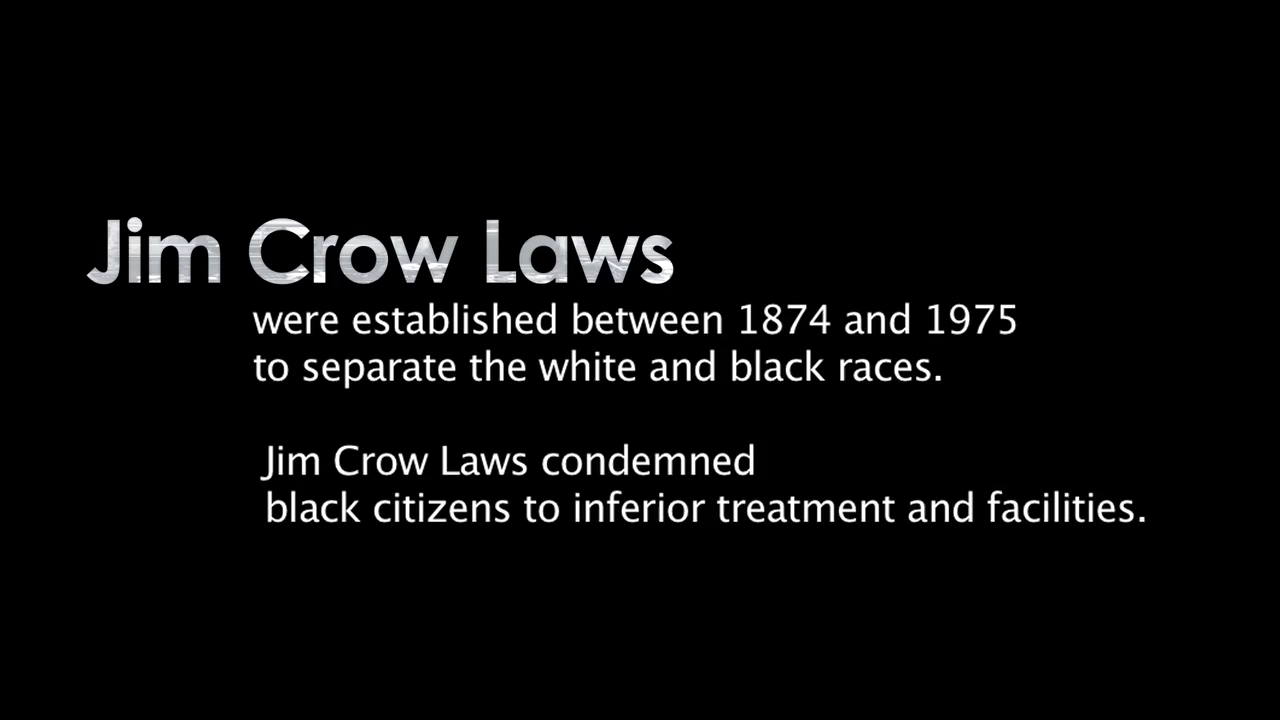 Jim Crow Laws
were established between 1874 and 1975
to separate the white and black races.
Jim Crow Laws condemned
black citizens to inferior treatment and facilities.